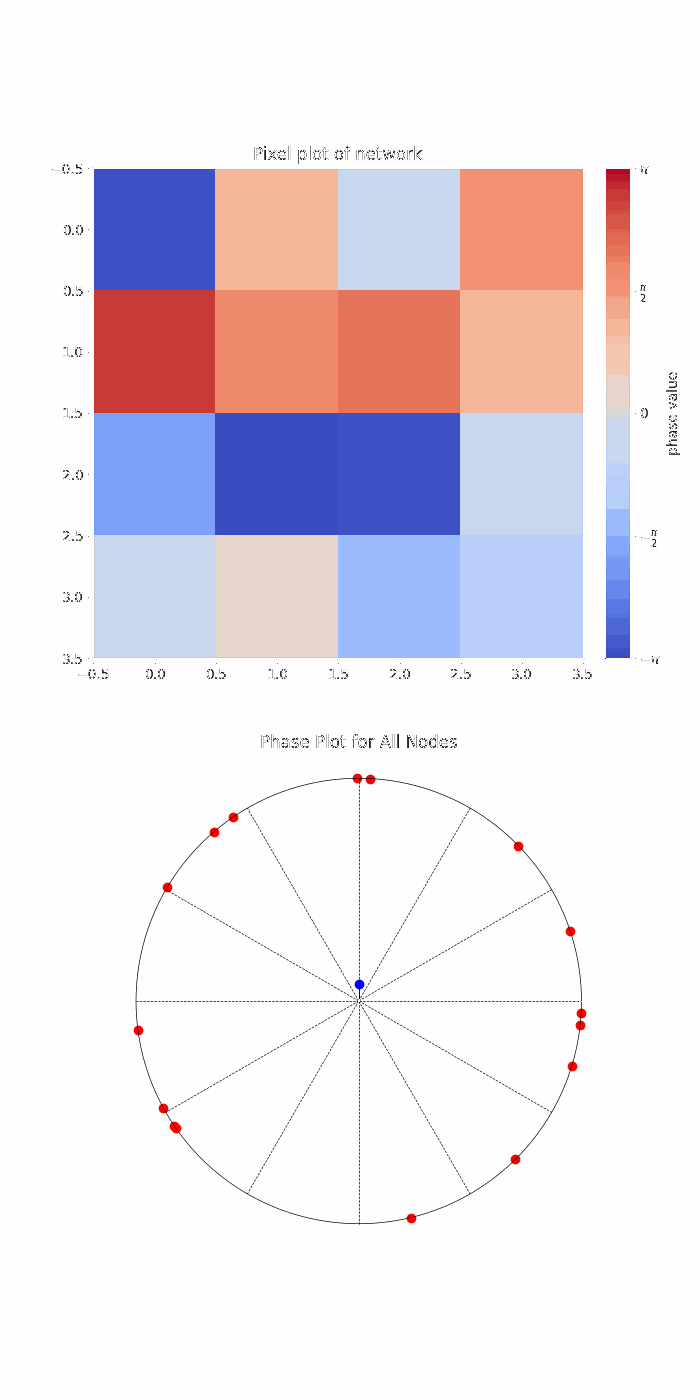 Pixel plot of network
−0.5
0.0
0.5
1.0
1.5
2.0
2.5
3.0
3.5
−0.5 0.0 0.5 1.0 1.5 2.0 2.5 3.0 3.5
π
π
2
0
−π
2
−π
phase value
Phase Plot for All Nodes